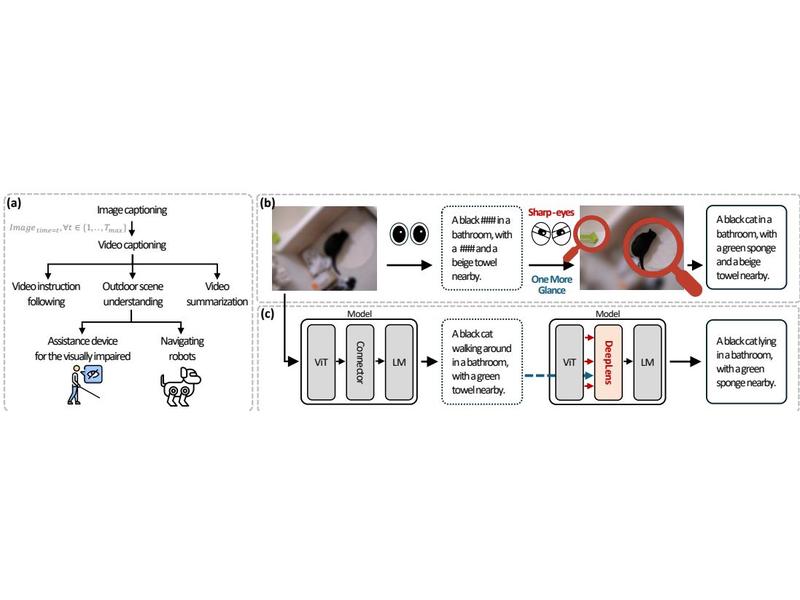 (a)
Image captioning
Image_{time=t}, ∀t ∈ {1, .., T_{max}}
Video captioning
Video instruction
following
Outdoor scene
understanding
Video
summarization
Assistance device
for the visually impaired
Navigating
robots
(b)
A black ### in a
bathroom, with
a ### and a
beige towel
nearby.
Sharp-eyes
One More
Glance
A black cat in a
bathroom, with
a green sponge
and a beige
towel nearby.
(c)
Model
ViT
Connector
LM
A black cat
walking around
in a bathroom,
with a green
towel nearby.
Model
ViT
DeepLens
LM
A black cat lying
in a bathroom,
with a green
sponge nearby.